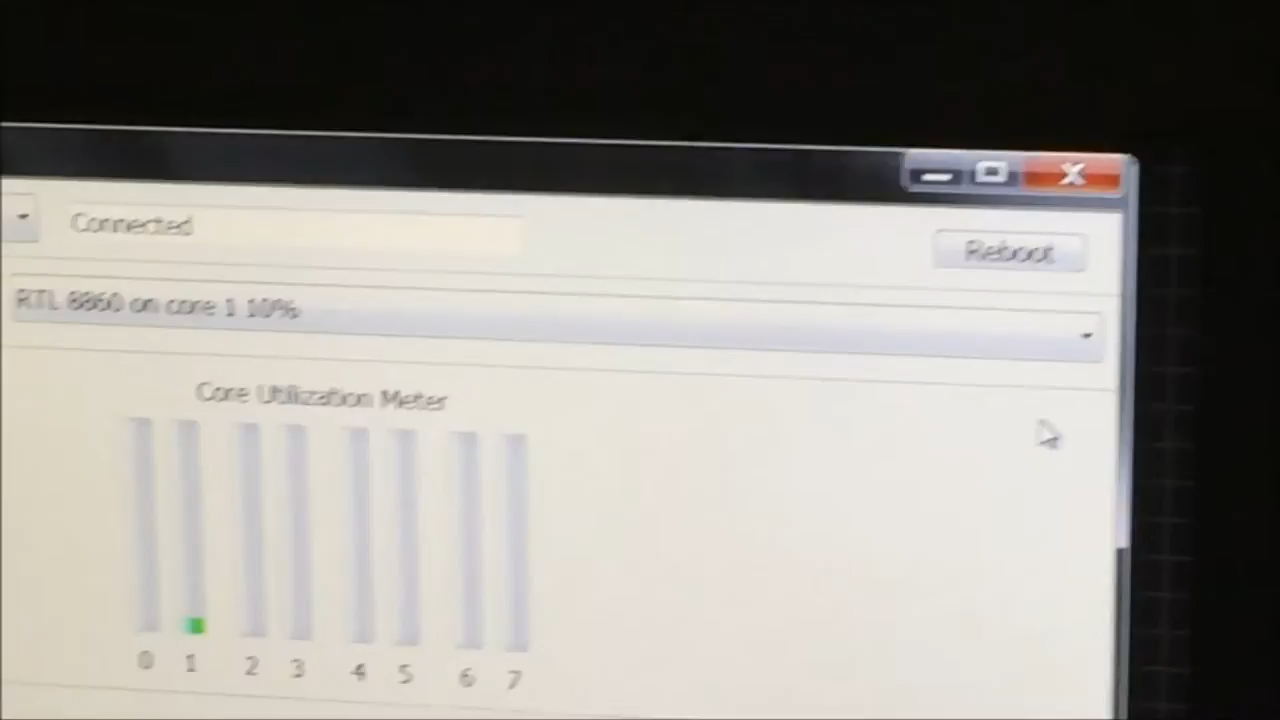 Connected
Reboot
RTL 8860 on core 1 10%
Core Utilization Meter
0 1 2 3 4 5 6 7